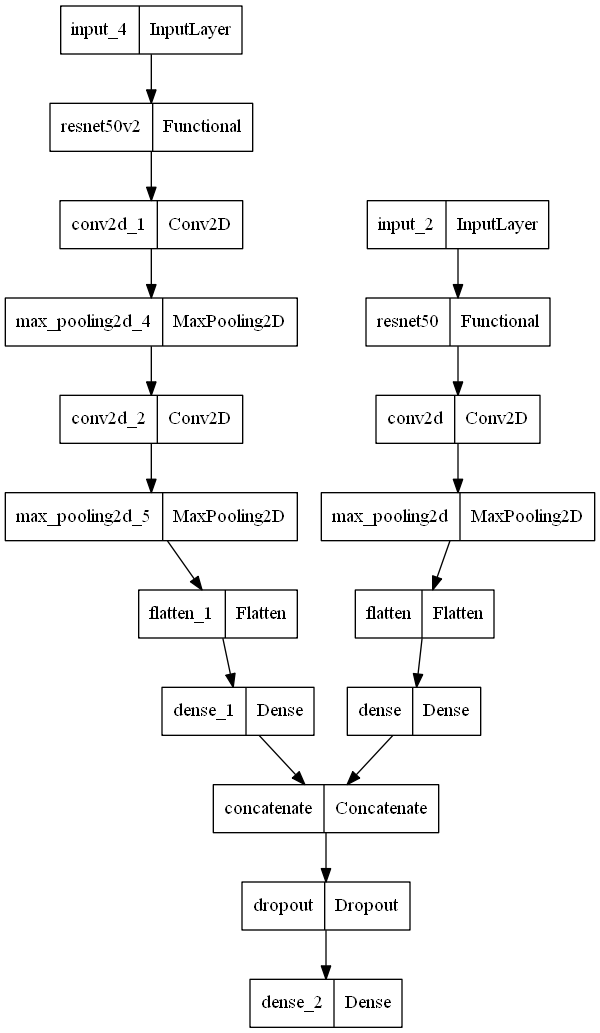 input_4 InputLayer
resnet50v2 Functional
conv2d_1 Conv2D
input_2 InputLayer
max_pooling2d_4 MaxPooling2D
resnet50 Functional
conv2d_2 Conv2D
conv2d Conv2D
max_pooling2d_5 MaxPooling2D
max_pooling2d MaxPooling2D
flatten_1 Flatten
flatten Flatten
dense_1 Dense
dense Dense
concatenate Concatenate
dropout Dropout
dense_2 Dense